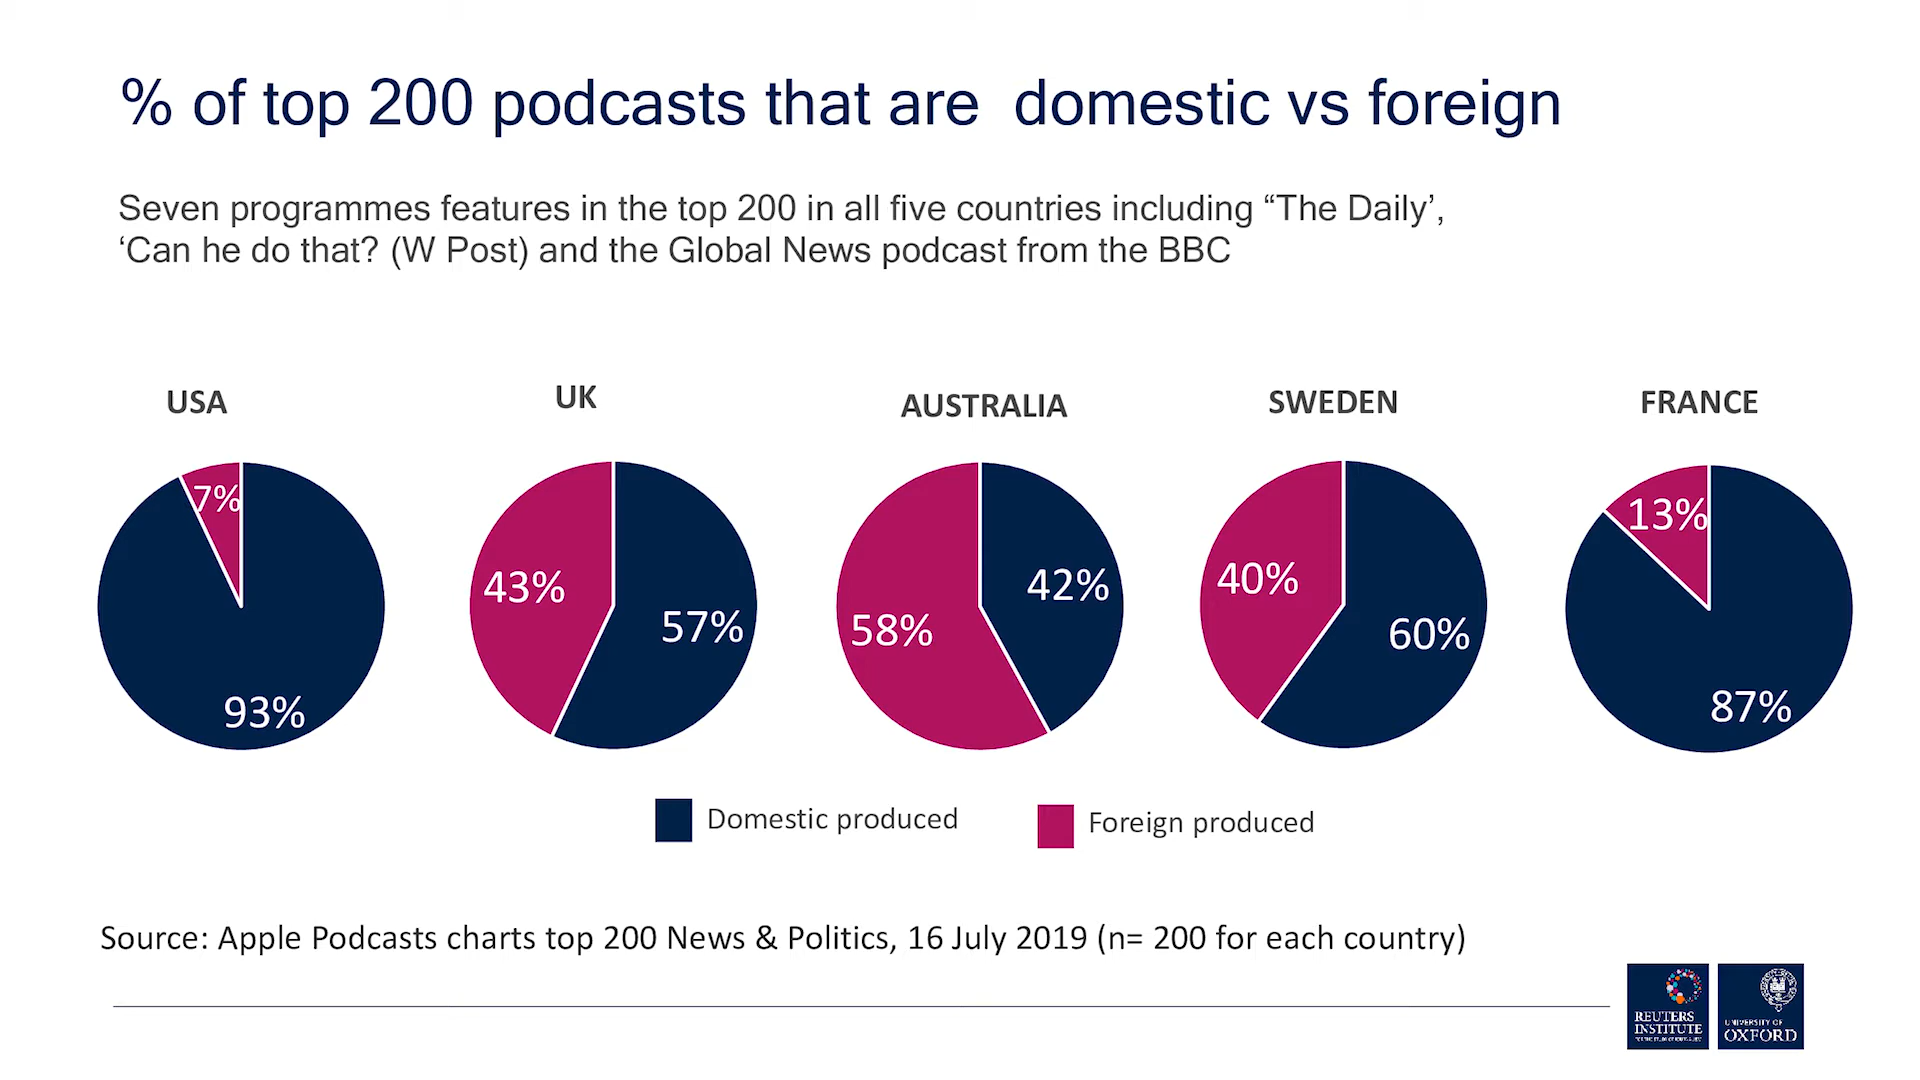 % of top 200 podcasts that are  domestic vs foreign
Seven programmes features in the top 200 in all five countries including “The Daily’,
‘Can he do that? (W Post) and the Global News podcast from the BBC
USA
UK
AUSTRALIA
SWEDEN
FRANCE
7%
93%
43%
57%
58%
42%
40%
60%
13%
87%
Domestic produced
Foreign produced
Source: Apple Podcasts charts top 200 News & Politics, 16 July 2019 (n= 200 for each country)
REUTERS
INSTITUTE
UNIVERSITY OF
OXFORD